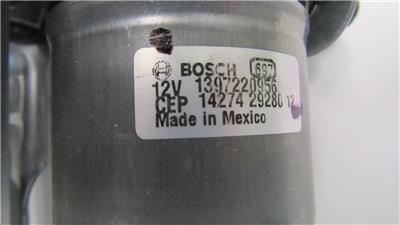 BOSCH 697
12V 1397220956
CEP 14274 29280 12
Made in Mexico